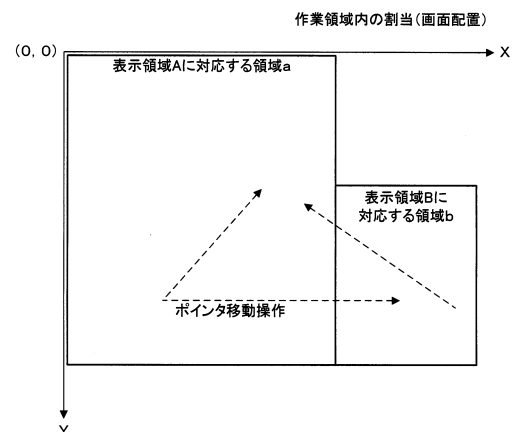 作業領域内の割当(画面配置)
(0, 0)
X
表示領域Aに対応する領域a
表示領域Bに
対応する領域b
ポインタ移動操作
Y